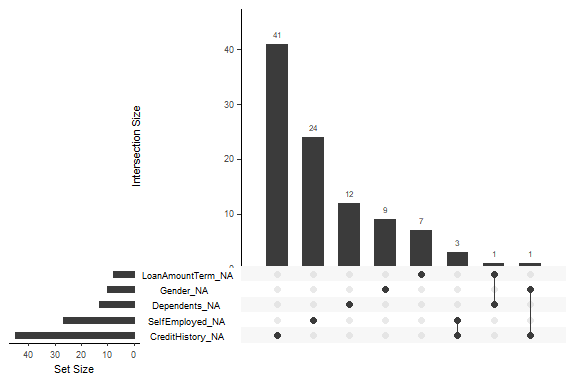 41
40
Intersection Size
30
24
20
12
10
9
7
3
1
1
0
LoanAmountTerm_NA
Gender_NA
Dependents_NA
SelfEmployed_NA
CreditHistory_NA
40 30 20 10 0
Set Size